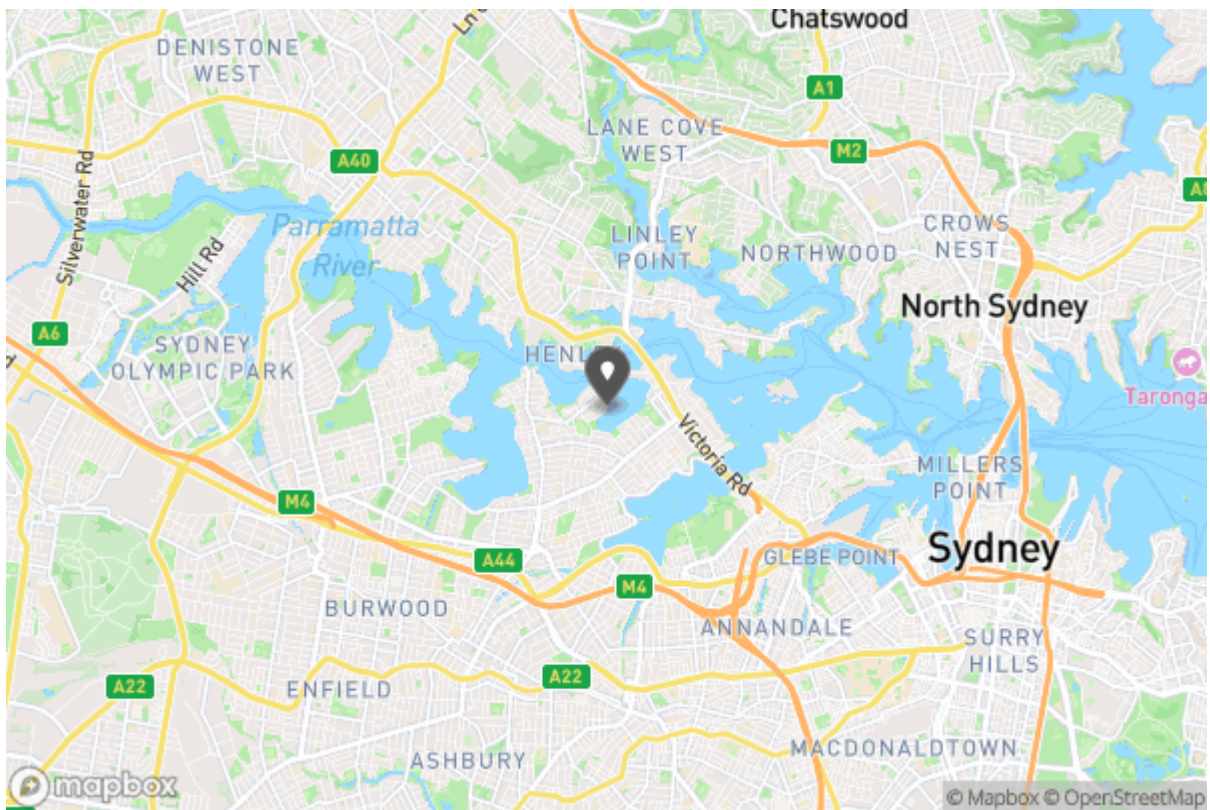 Chatswood
DENISTONE
WEST
A1
LANE COVE
WEST
M2
A40
Silverwater Rd
Parramatta
River
Hill Rd
LINLEY
POINT
NORTHWOOD
CROWS
NEST
North Sydney
A6
SYDNEY
OLYMPIC PARK
Taronga
Victoria Rd
MILLERS
POINT
M4
Sydney
A44
GLEBE POINT
M4
BURWOOD
ANNANDALE
SURRY
HILLS
A22
ENFIELD
A22
ASHBURY
MACDONALDTOWN
mapbox
© Mapbox © OpenStreetMap